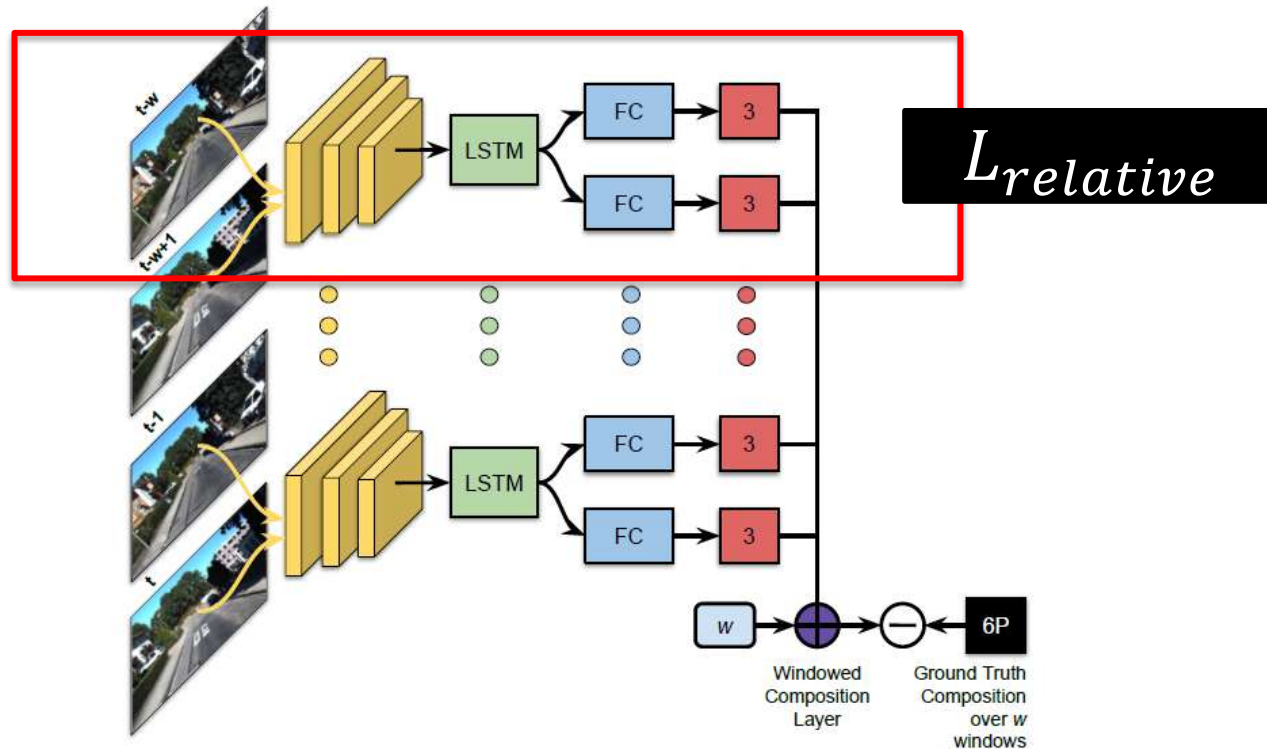 t-w
FC
3
LSTM
FC
3
L_relative
t-w+1
t-1
FC
3
LSTM
FC
3
t
w
6P
Windowed
Composition
Layer
Ground Truth
Composition
over w
windows